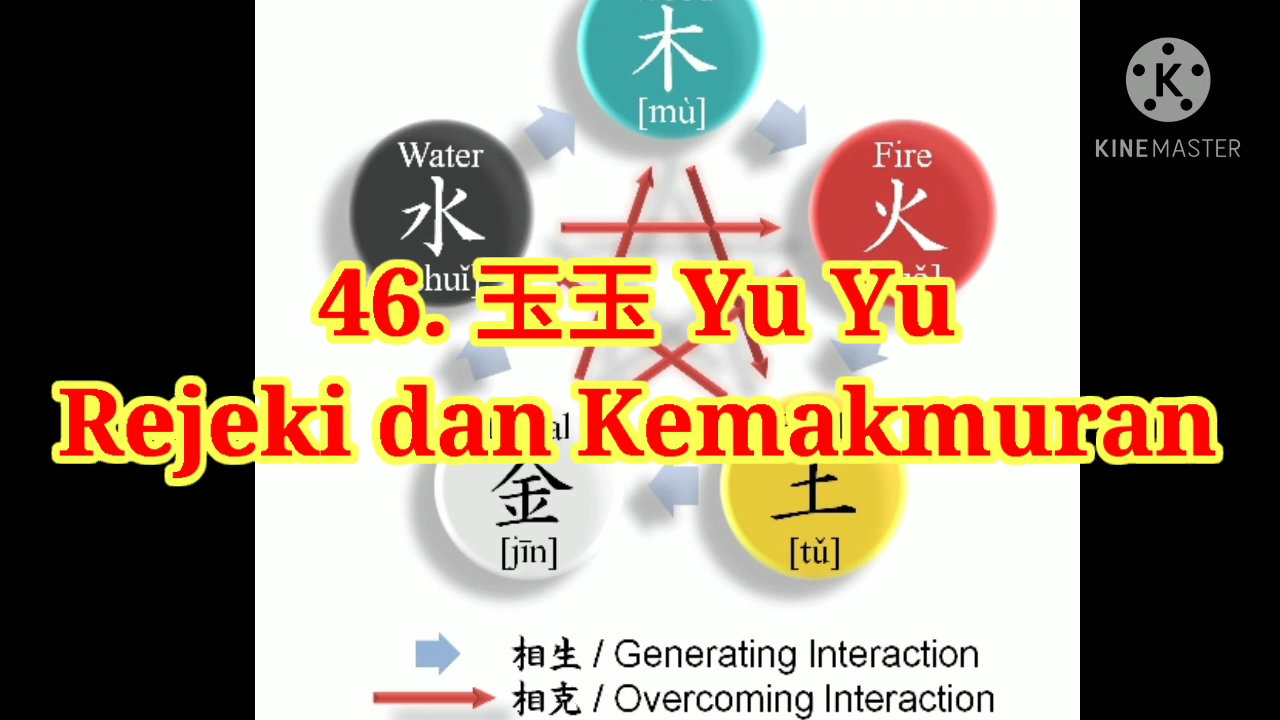 木
[mù]
KINEMASTER
Water
Fire
水
火
46. 玉玉 Yu Yu
Rejeki dan Kemakmuran
金
土
[jīn]
[tǔ]
相生 / Generating Interaction
相克 / Overcoming Interaction